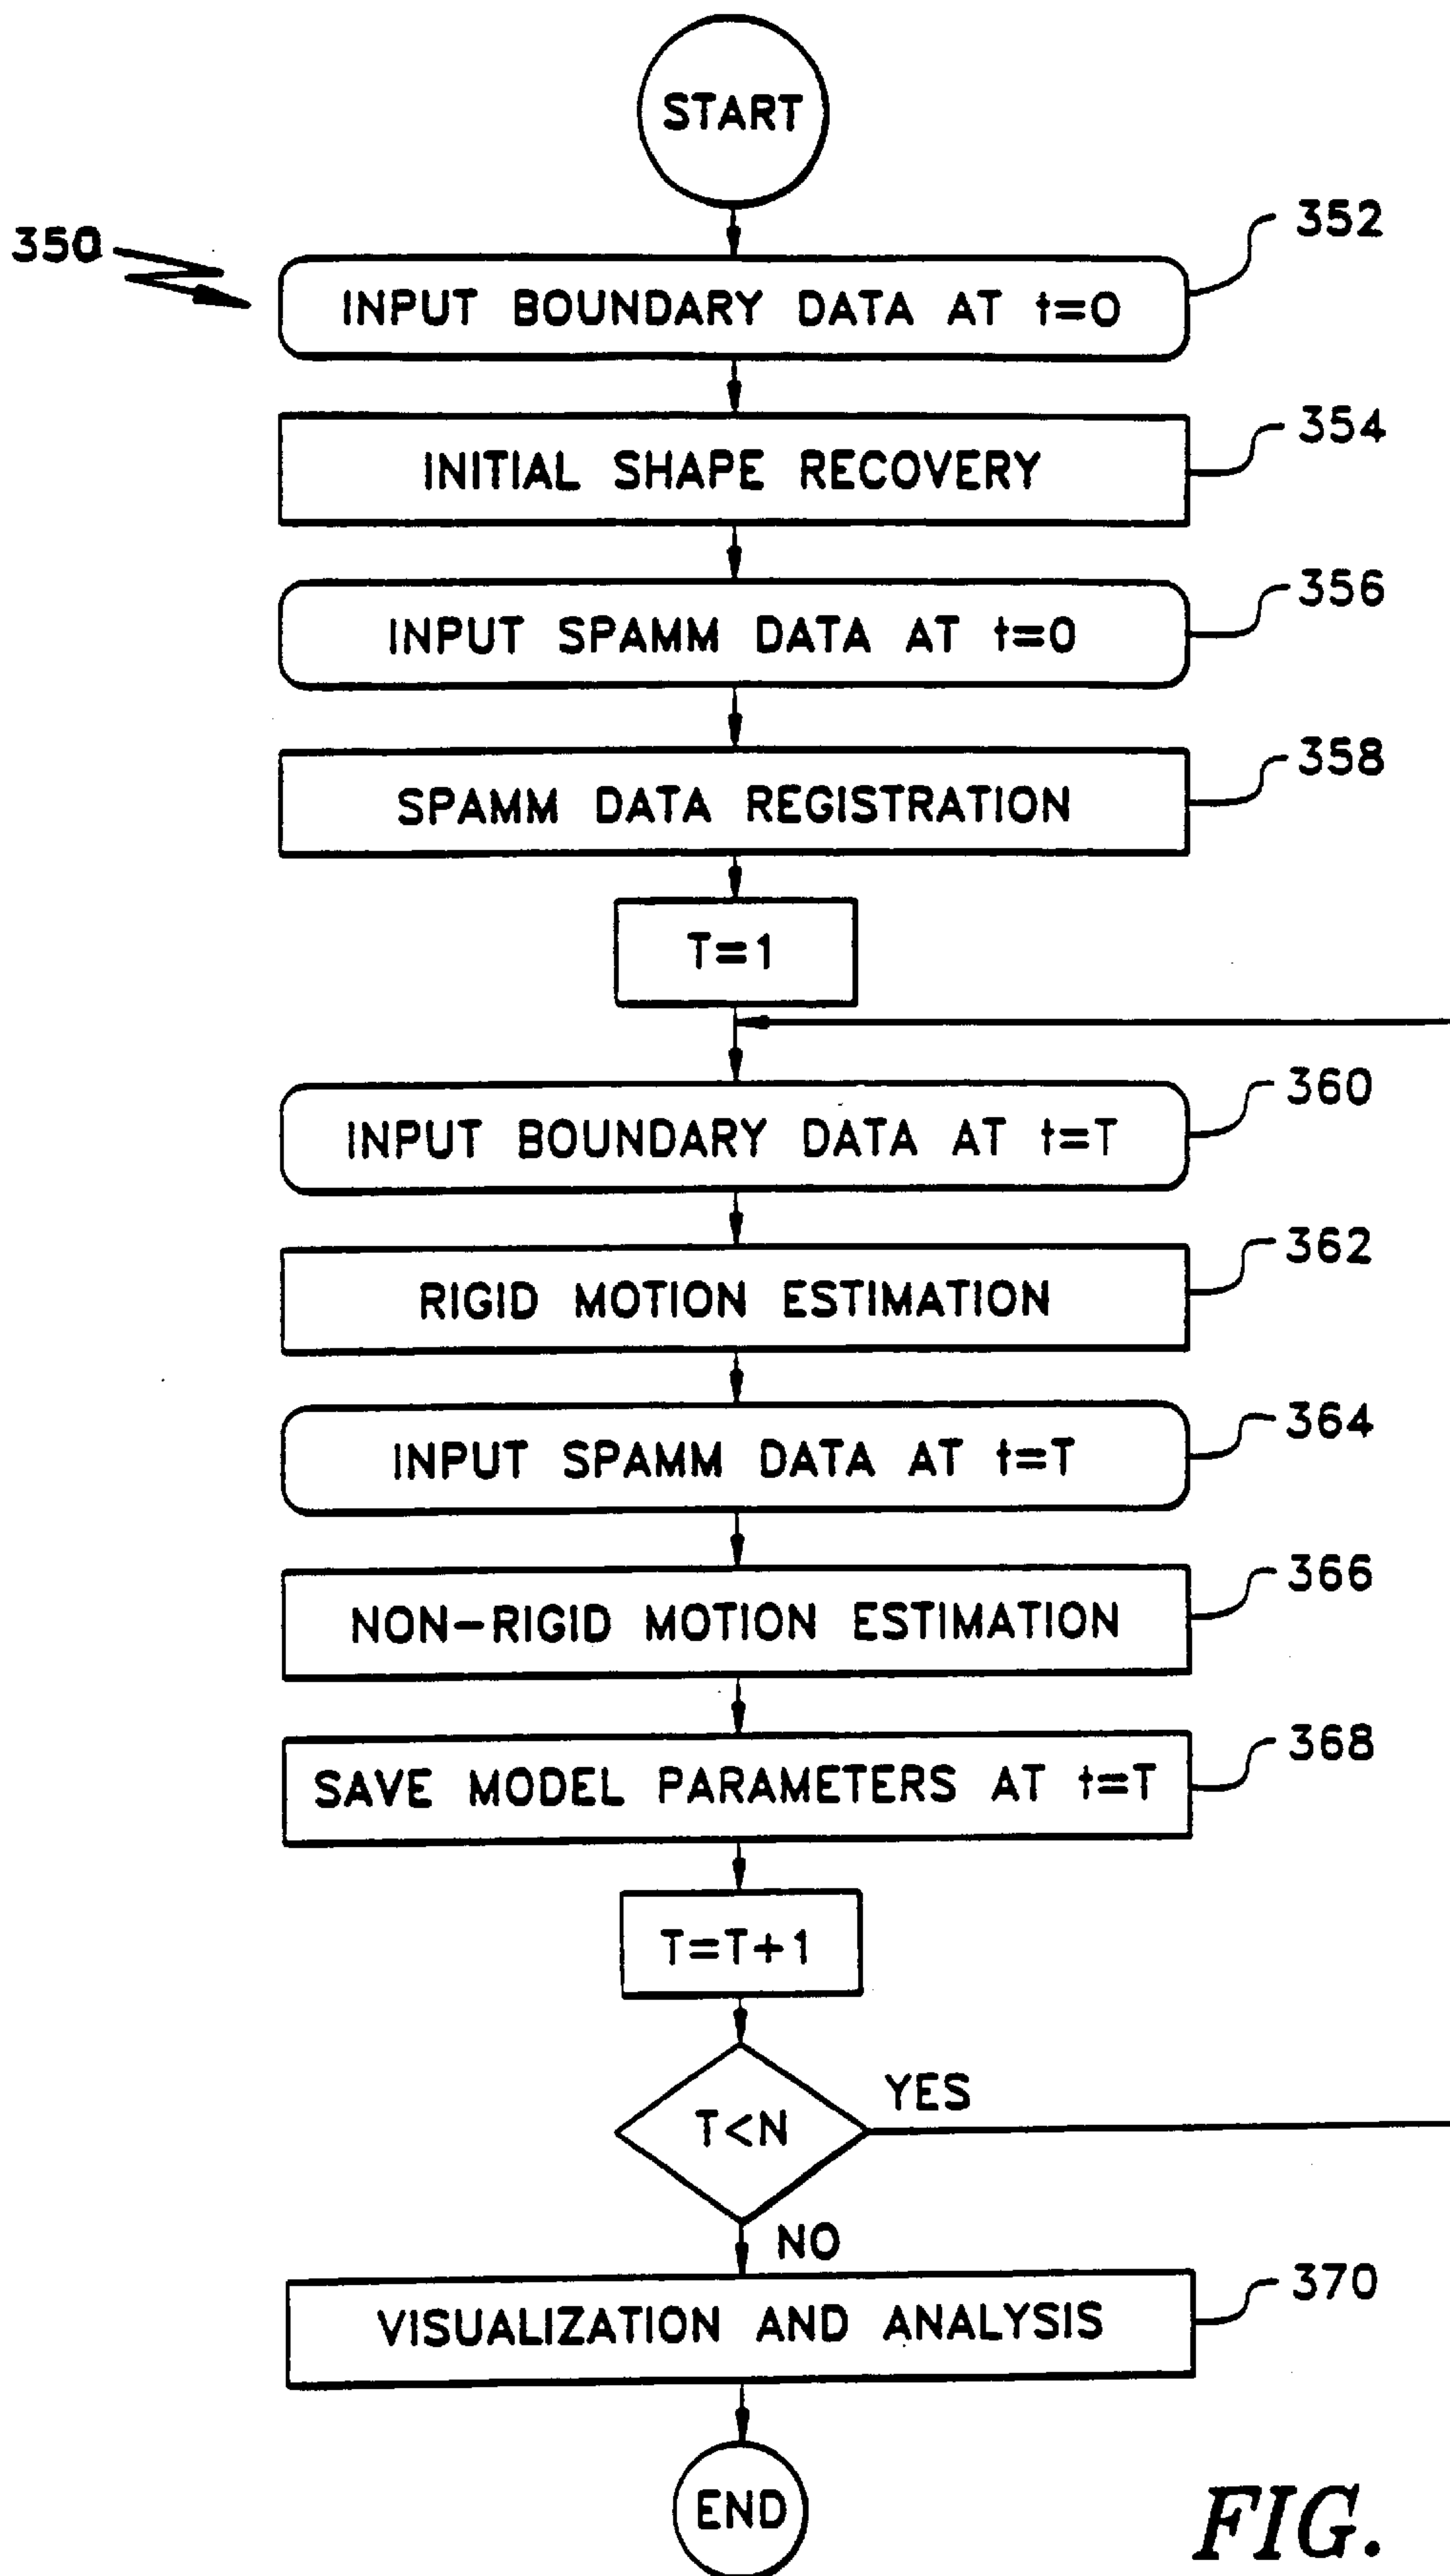 START
350
352
INPUT BOUNDARY DATA AT t=0
354
INITIAL SHAPE RECOVERY
356
INPUT SPAMM DATA AT t=0
358
SPAMM DATA REGISTRATION
T=1
360
INPUT BOUNDARY DATA AT t=T
362
RIGID MOTION ESTIMATION
364
INPUT SPAMM DATA AT t=T
366
NON-RIGID MOTION ESTIMATION
368
SAVE MODEL PARAMETERS AT t=T
T=T+1
T<N
YES
NO
370
VISUALIZATION AND ANALYSIS
END
FIG.